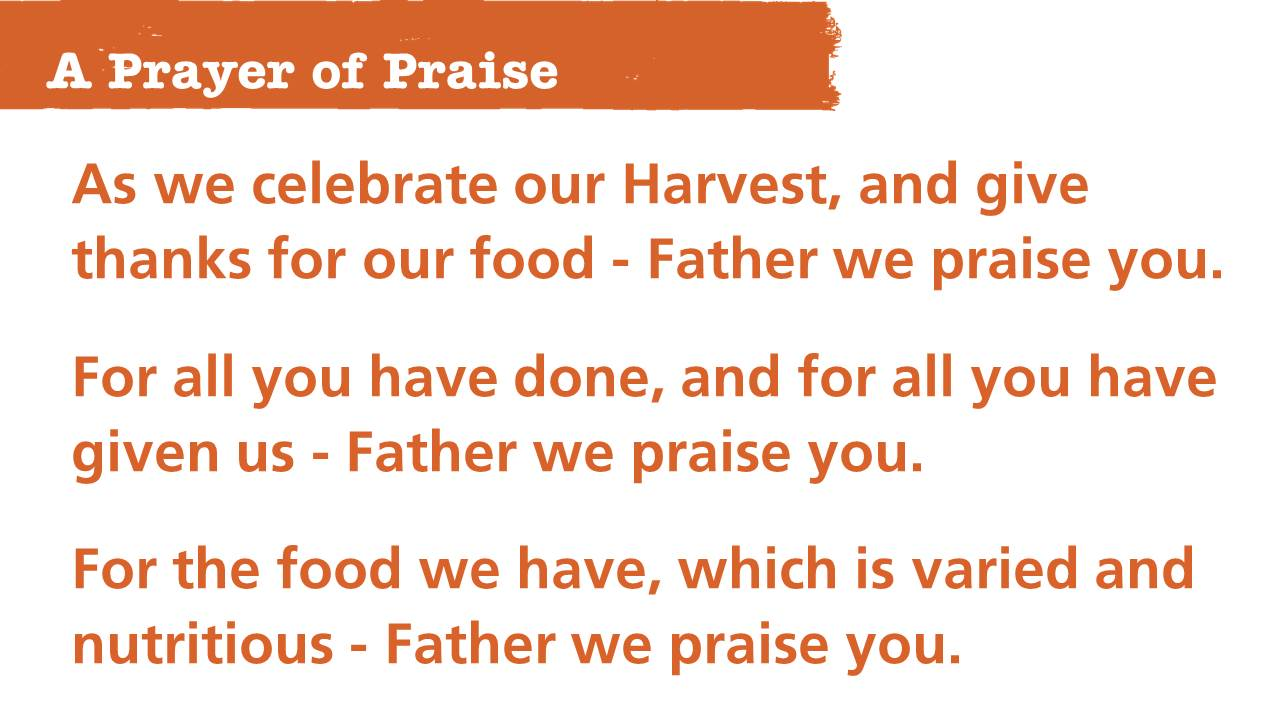 A Prayer of Praise
As we celebrate our Harvest, and give
thanks for our food - Father we praise you.
For all you have done, and for all you have
given us - Father we praise you.
For the food we have, which is varied and
nutritious - Father we praise you.